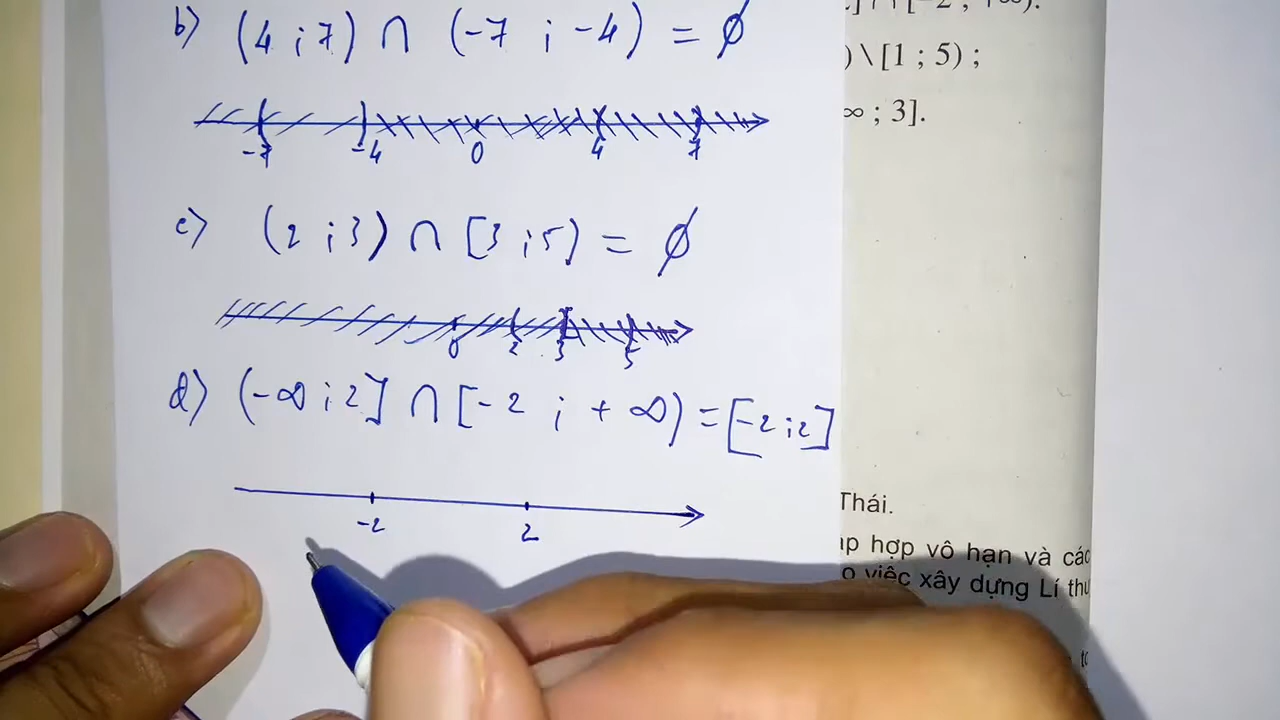 b) (4 ; 7) ∩ (-7 ; -4) = ∅
-7 -4 0 4 7
c) (2 ; 3) ∩ [3 ; 5) = ∅
0 2 3 5
d) (-∞ ; 2] ∩ [-2 ; +∞) = [-2 ; 2]
-2 2
) \ [1 ; 5) ;
∞ ; 3].
Thái.
hợp vô hạn và các
việc xây dựng Lí